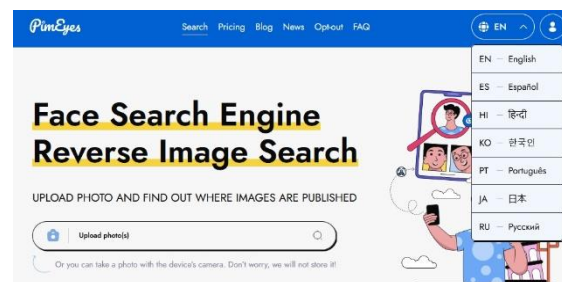 PimEyes
Search Pricing Blog News Opt-out FAQ
EN
EN — English
ES — Español
HI — हिन्दी
KO — 한국인
PT — Português
JA — 日本
RU — Русский
Face Search Engine
Reverse Image Search
UPLOAD PHOTO AND FIND OUT WHERE IMAGES ARE PUBLISHED
Upload photo(s)
Or you can take a photo with the device's camera. Don't worry, we will not store it!